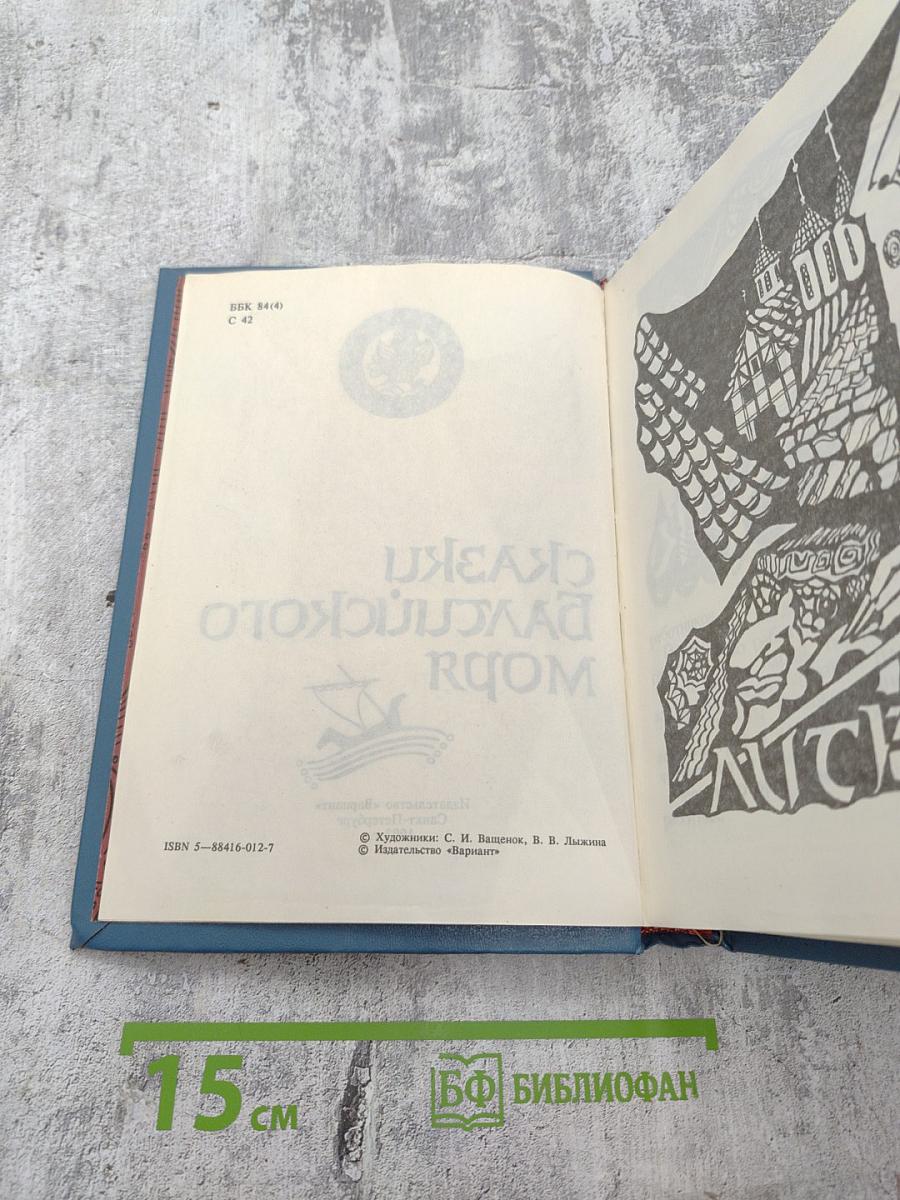 ББК 84(4)
С 42
сказки
Балтийского
моря
Издательство «Вариант»
Санкт-Петербург
ISBN 5—88416-012-7
© Художники: С. И. Ващенок, В. В. Лыжина
© Издательство «Вариант»
15 см
БФ БИБЛИОФАН